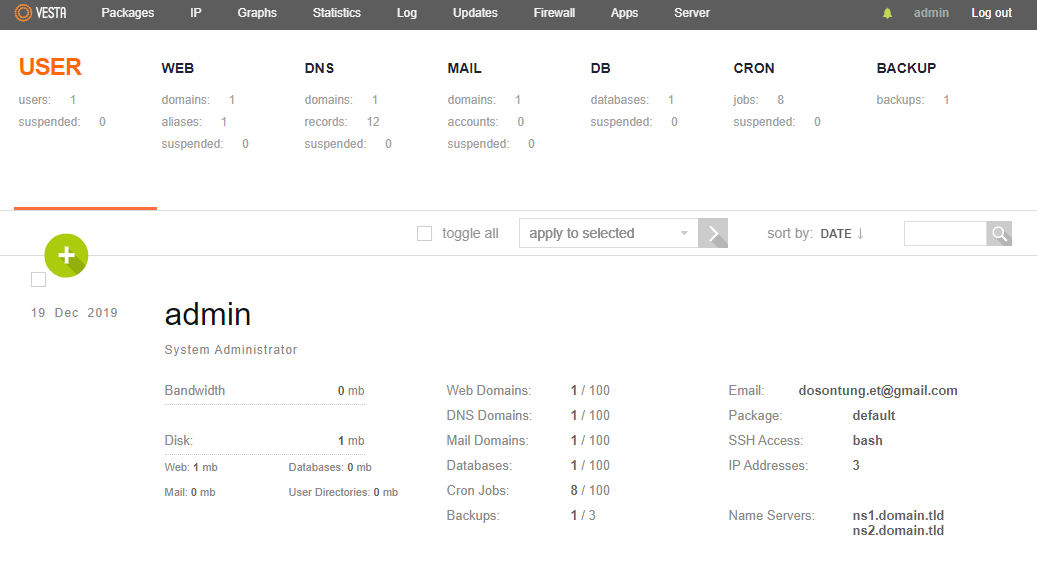 VESTA Packages IP Graphs Statistics Log Updates Firewall Apps Server admin Log out
USER WEB DNS MAIL DB CRON BACKUP
users: 1 domains: 1 domains: 1 domains: 1 databases: 1 jobs: 8 backups: 1
suspended: 0 aliases: 1 records: 12 accounts: 0 suspended: 0 suspended: 0
suspended: 0 suspended: 0 suspended: 0
toggle all apply to selected sort by: DATE ↓
19 Dec 2019 admin
System Administrator
Bandwidth 0 mb Web Domains: 1 / 100 Email: dosontung.et@gmail.com
DNS Domains: 1 / 100 Package: default
Disk: 1 mb Mail Domains: 1 / 100 SSH Access: bash
Web: 1 mb Databases: 0 mb Databases: 1 / 100 IP Addresses: 3
Mail: 0 mb User Directories: 0 mb Cron Jobs: 8 / 100
Backups: 1 / 3 Name Servers: ns1.domain.tld
ns2.domain.tld